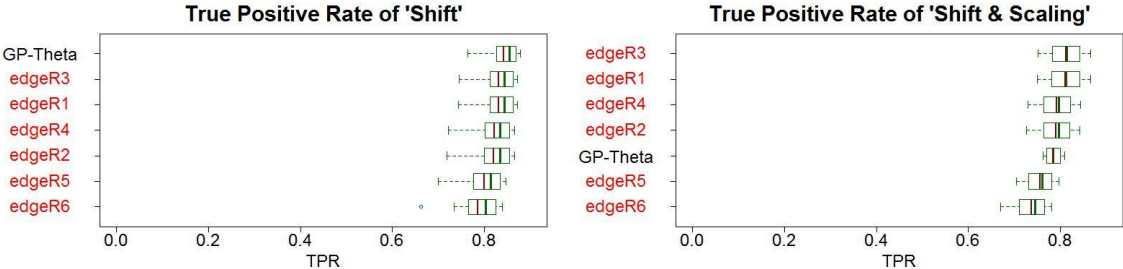 True Positive Rate of 'Shift'
GP-Theta
edgeR3
edgeR1
edgeR4
edgeR2
edgeR5
edgeR6
0.0 0.2 0.4 0.6 0.8
TPR
True Positive Rate of 'Shift & Scaling'
edgeR3
edgeR1
edgeR4
edgeR2
GP-Theta
edgeR5
edgeR6
0.0 0.2 0.4 0.6 0.8
TPR